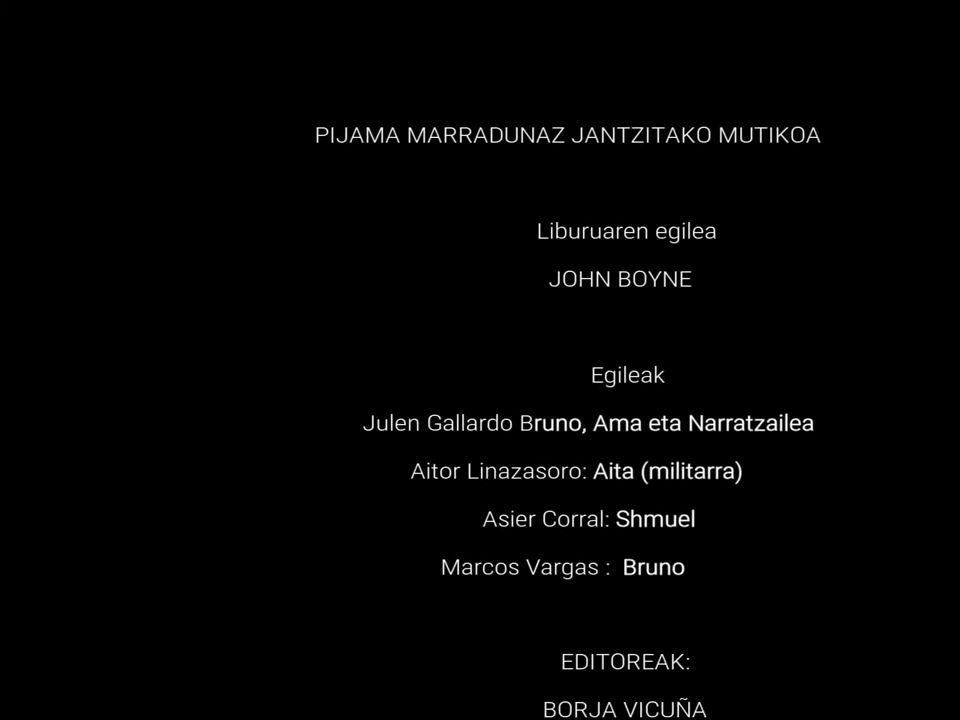 PIJAMA MARRADUNAZ JANTZITAKO MUTIKOA
Liburuaren egilea
JOHN BOYNE
Egileak
Julen Gallardo Bruno, Ama eta Narratzailea
Aitor Linazasoro: Aita (militarra)
Asier Corral: Shmuel
Marcos Vargas : Bruno
EDITOREAK:
BORJA VICUÑA